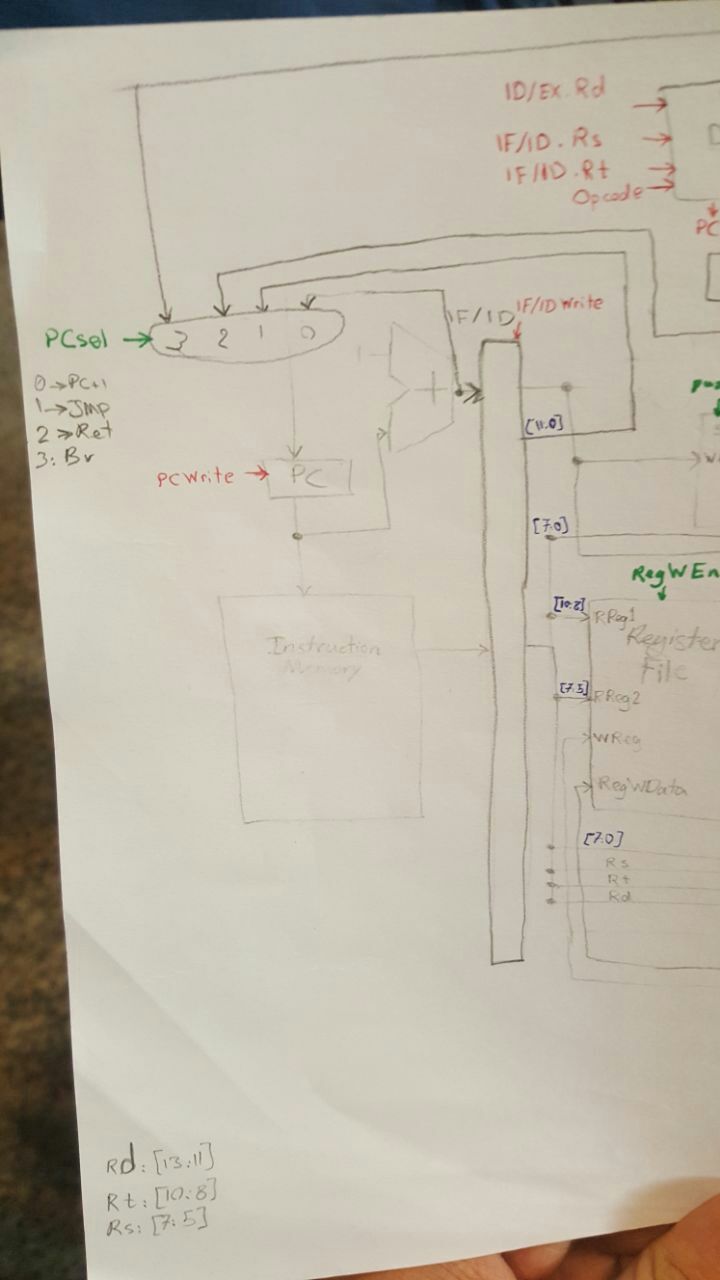 ID/Ex.Rd
IF/ID.Rs
IF/ID.Rt
Opcode
PC
IF/ID
IF/ID Write
PCsel
3 2 1 0
1
+
0→PC+1
1→Jmp
2→Ret
3: Br
[11:0]
PCWrite
PC
[7:0]
RegWEn
[10:8]
RReg1
Register
File
Instruction
Memory
[7:5]
RReg2
WReg
RegWData
[7:0]
Rs
Rt
Rd
Rd: [13:11]
Rt: [10:8]
Rs: [7:5]